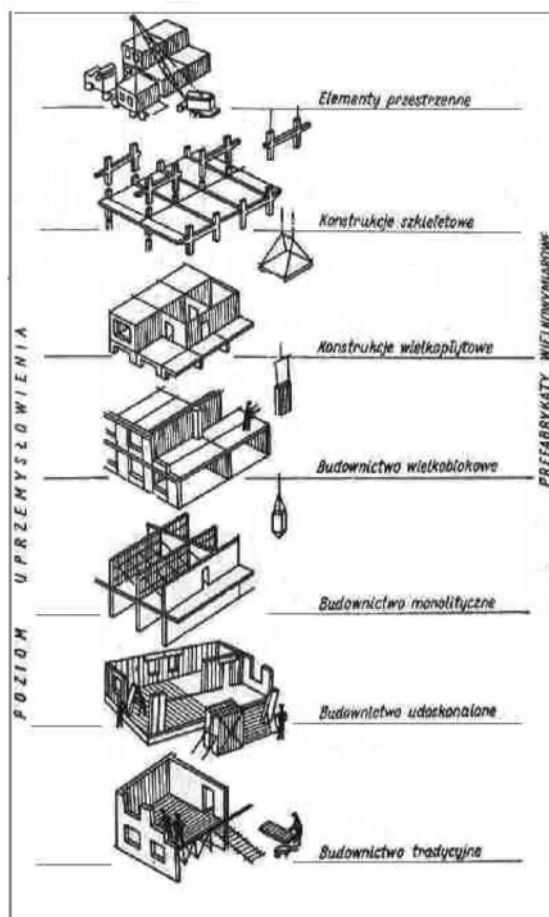 Elementy przestrzenne
Konstrukcje szkieletowe
Konstrukcje wielkopłytowe
Budownictwo wielkoblokowe
Budownictwo monolityczne
Budownictwo udoskonalone
Budownictwo tradycyjne
POZIOM UPRZEMYSŁOWIENIA
PREFABRYKATY WIELKOWYMIAROWE